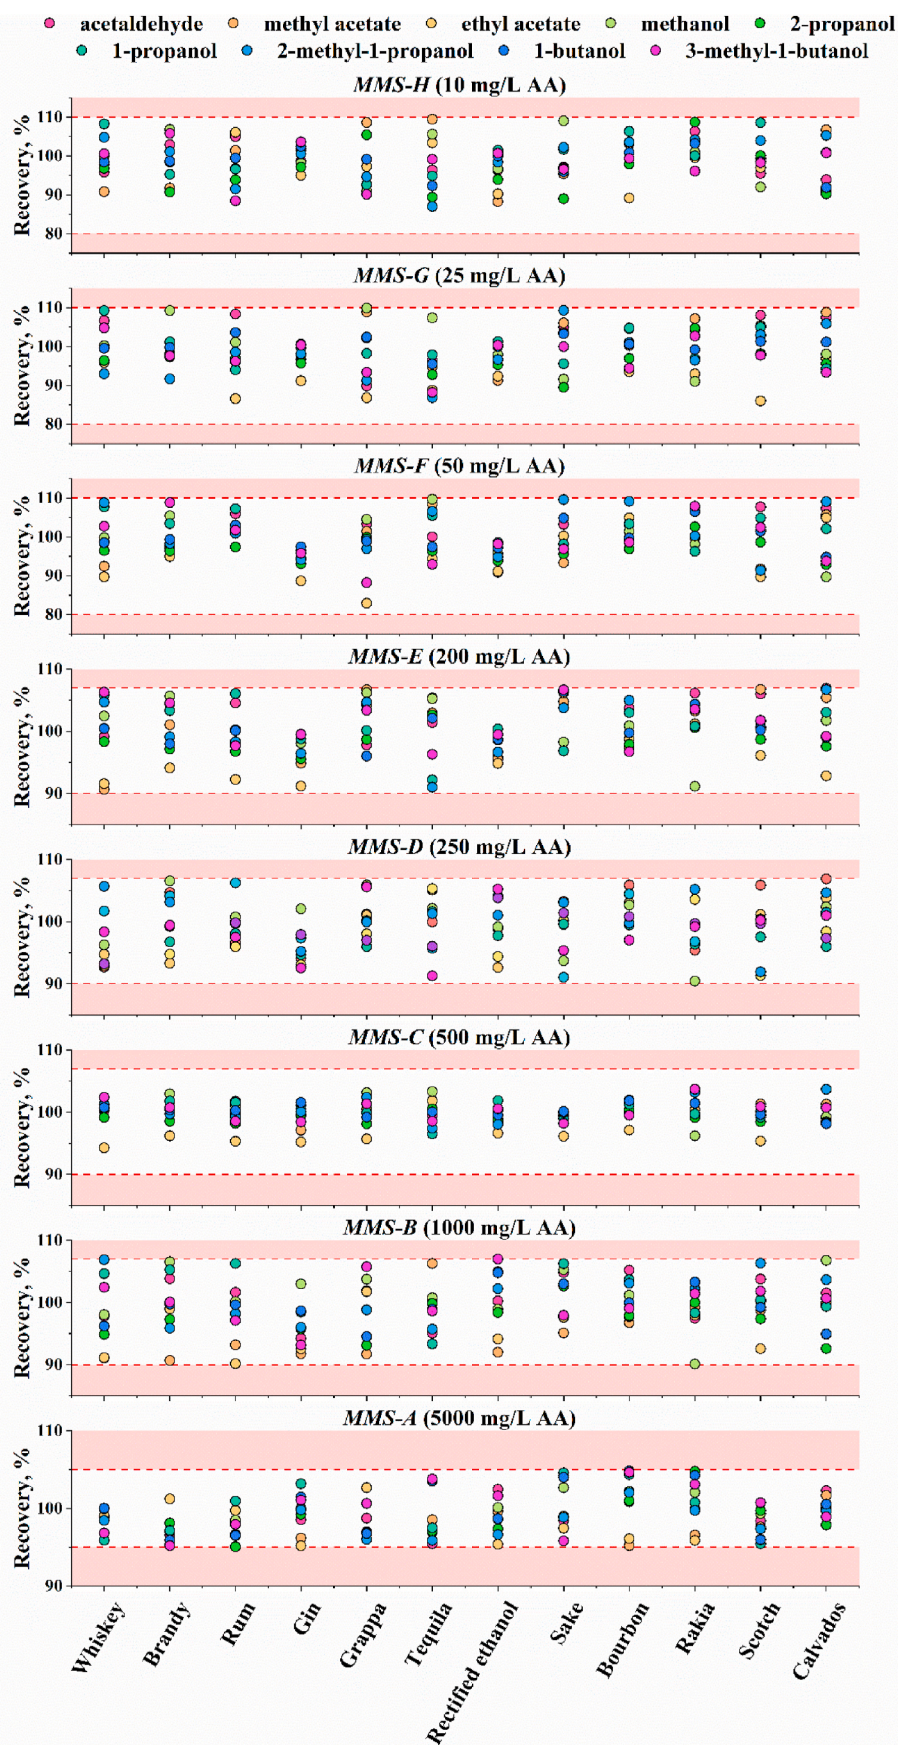 acetaldehyde methyl acetate ethyl acetate methanol 2-propanol
1-propanol 2-methyl-1-propanol 1-butanol 3-methyl-1-butanol
MMS-H (10 mg/L AA)
Recovery, %
110
100
90
80
MMS-G (25 mg/L AA)
Recovery, %
110
100
90
80
MMS-F (50 mg/L AA)
Recovery, %
110
100
90
80
MMS-E (200 mg/L AA)
Recovery, %
110
100
90
MMS-D (250 mg/L AA)
Recovery, %
110
100
90
MMS-C (500 mg/L AA)
Recovery, %
110
100
90
MMS-B (1000 mg/L AA)
Recovery, %
110
100
90
MMS-A (5000 mg/L AA)
Recovery, %
110
100
90
Whiskey
Brandy
Rum
Gin
Grappa
Tequila
Rectified ethanol
Sake
Bourbon
Rakia
Scotch
Calvados